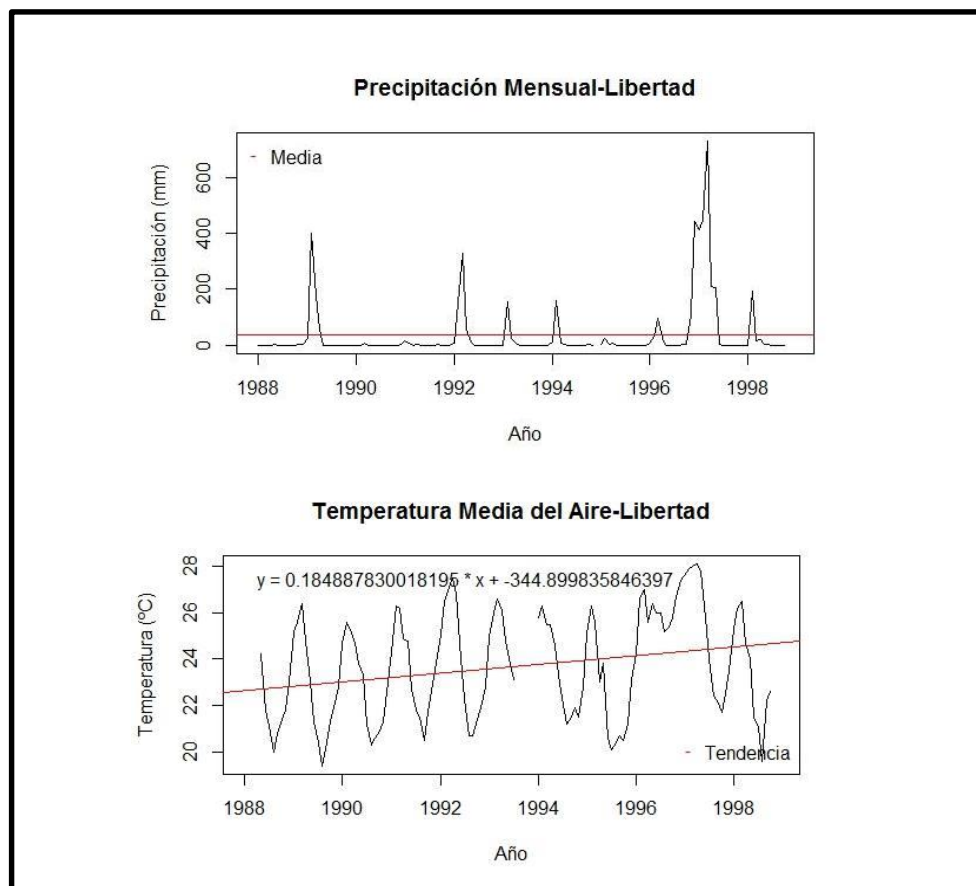 Precipitación Mensual-Libertad
Media
Precipitación (mm)
600
400
200
0
1988 1990 1992 1994 1996 1998
Año
Temperatura Media del Aire-Libertad
y = 0.184887830018195 * x + -344.899835846397
Temperatura (ºC)
28
26
24
22
20
Tendencia
1988 1990 1992 1994 1996 1998
Año